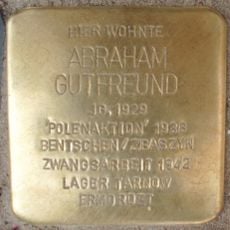 HIER WOHNTE
ABRAHAM
GUTFREUND
JG. 1929
'POLENAKTION' 1938
BENTSCHEN/ZBASZYN
ZWANGSARBEIT 1942
LAGER TARNOW
ERMORDET